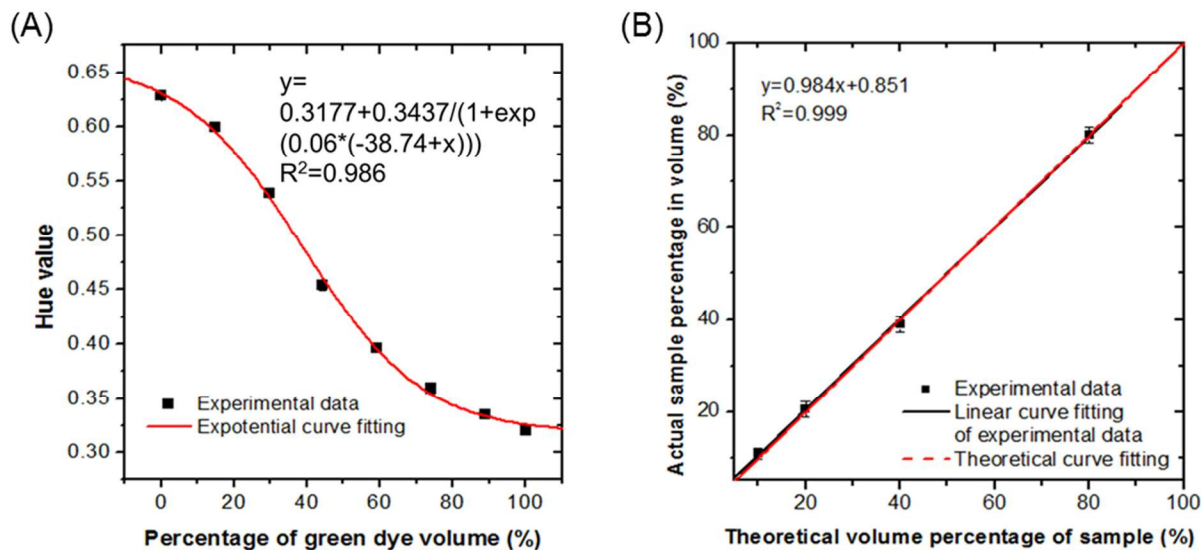 (A)
0.65
0.60
0.55
0.50
0.45
0.40
0.35
0.30
Hue value
y=
0.3177+0.3437/(1+exp
(0.06*(-38.74+x)))
R²=0.986
Experimental data
Expotential curve fitting
0 20 40 60 80 100
Percentage of green dye volume (%)
(B)
100
80
60
40
20
Actual sample percentage in volume (%)
y=0.984x+0.851
R²=0.999
Experimental data
Linear curve fitting
of experimental data
Theoretical curve fitting
20 40 60 80 100
Theoretical volume percentage of sample (%)